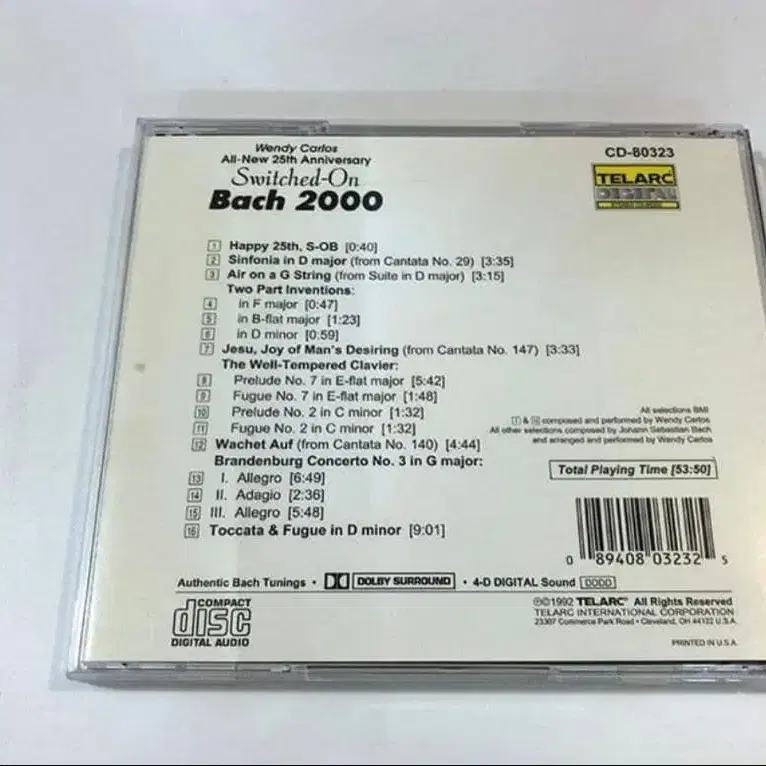 Wendy Carlos
All-New 25th Anniversary
Switched-On
Bach 2000
CD-80323
TELARC
DIGITAL
1 Happy 25th, S-OB [0:40]
2 Sinfonia in D major (from Cantata No. 29) [3:35]
3 Air on a G String (from Suite in D major) [3:15]
Two Part Inventions:
4 in F major [0:47]
5 in B-flat major [1:23]
6 in D minor [0:59]
7 Jesu, Joy of Man's Desiring (from Cantata No. 147) [3:33]
The Well-Tempered Clavier:
8 Prelude No. 7 in E-flat major [5:42]
9 Fugue No. 7 in E-flat major [1:48]
10 Prelude No. 2 in C minor [1:32]
11 Fugue No. 2 in C minor [1:32]
12 Wachet Auf (from Cantata No. 140) [4:44]
Brandenburg Concerto No. 3 in G major:
13 I. Allegro [6:49]
14 II. Adagio [2:36]
15 III. Allegro [5:48]
16 Toccata & Fugue in D minor [9:01]
All selections BMI
1 & composed and performed by Wendy Carlos
All other selections composed by Johann Sebastian Bach
and arranged and performed by Wendy Carlos
Total Playing Time [53:50]
0 89408 03232 5
Authentic Bach Tunings • DOLBY SURROUND • 4-D DIGITAL Sound DDDD
COMPACT
disc
DIGITAL AUDIO
℗©1992 TELARC® All Rights Reserved
TELARC INTERNATIONAL CORPORATION
23307 Commerce Park Road • Cleveland, OH 44122 U.S.A.
PRINTED IN U.S.A.